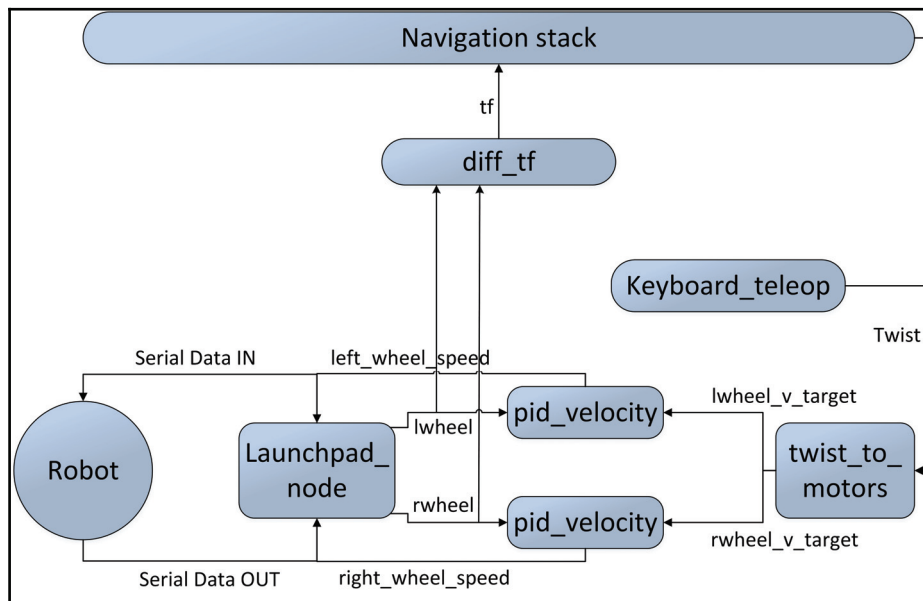 Navigation stack
tf
diff_tf
Keyboard_teleop
Twist
Serial Data IN
left_wheel_speed
lwheel_v_target
pid_velocity
lwheel
Robot
Launchpad_
node
twist_to_
motors
rwheel
pid_velocity
rwheel_v_target
Serial Data OUT
right_wheel_speed